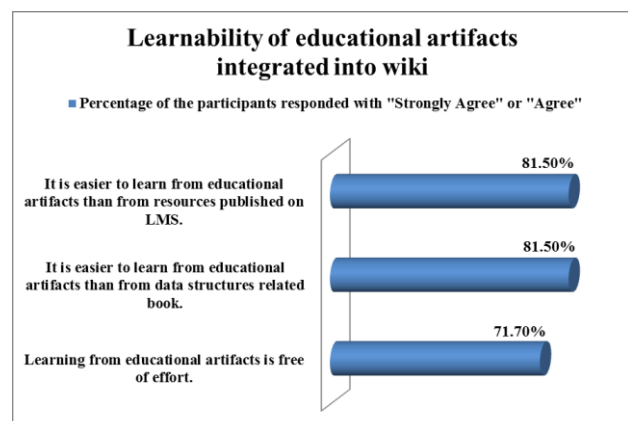 Learnability of educational artifacts
integrated into wiki
Percentage of the participants responded with "Strongly Agree" or "Agree"
81.50%
It is easier to learn from educational
artifacts than from resources published on
LMS.
81.50%
It is easier to learn from educational
artifacts than from data structures related
book.
71.70%
Learning from educational artifacts is free
of effort.